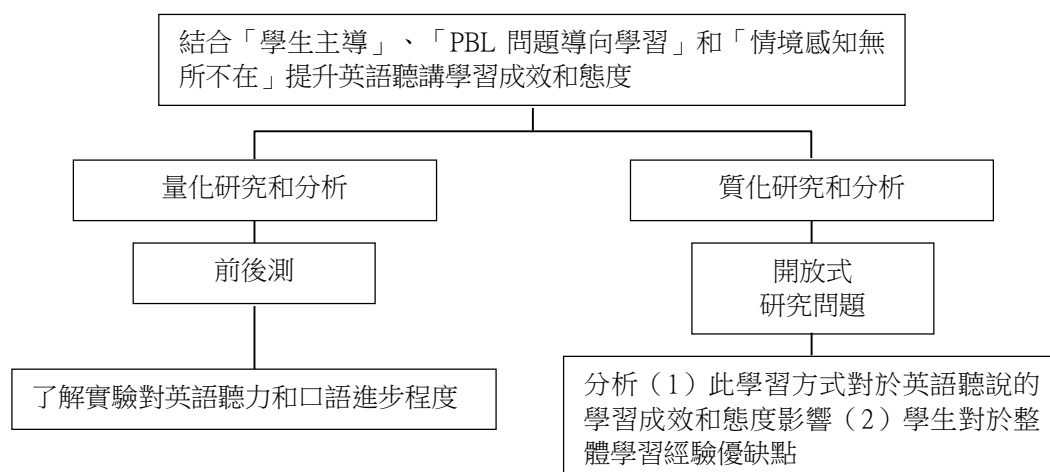 結合「學生主導」、「PBL 問題導向學習」和「情境感知無
所不在」提升英語聽講學習成效和態度
量化研究和分析
質化研究和分析
前後測
開放式
研究問題
了解實驗對英語聽力和口語進步程度
分析（1）此學習方式對於英語聽說的
學習成效和態度影響（2）學生對於整
體學習經驗優缺點